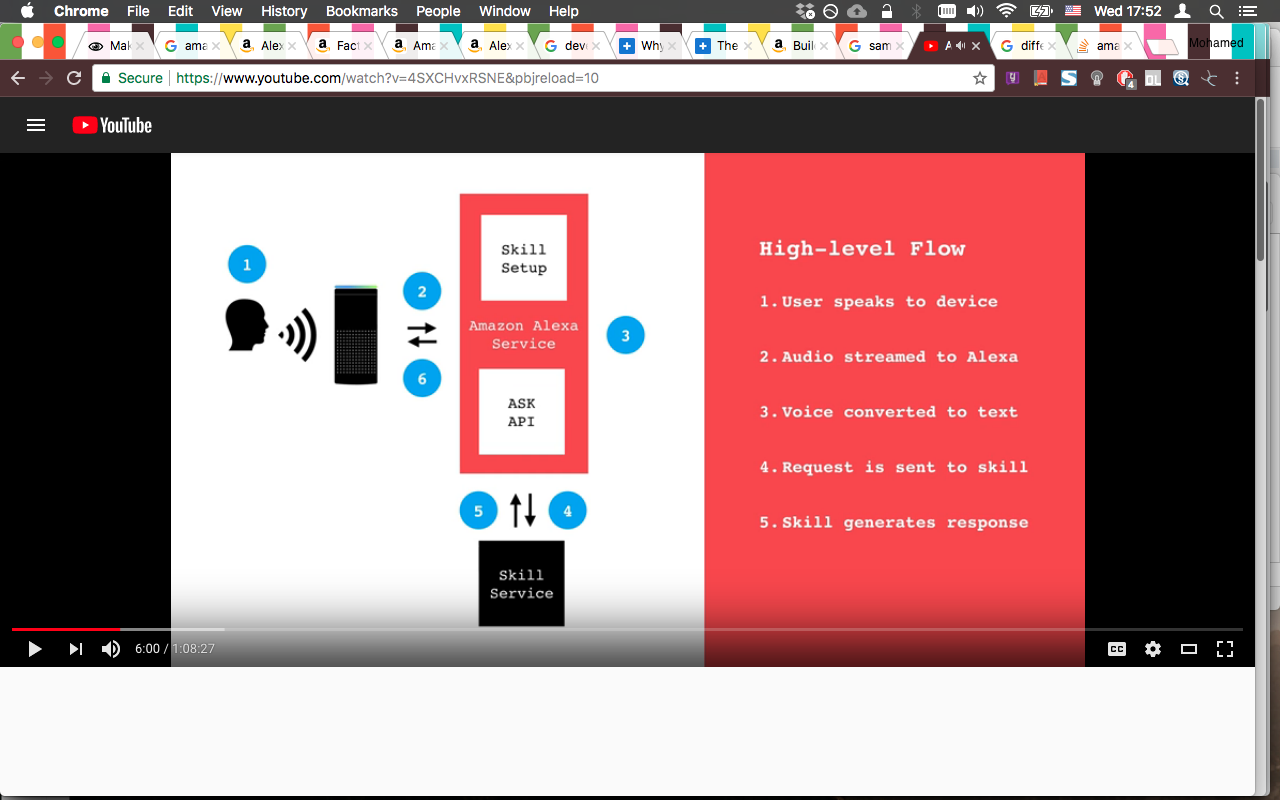 Chrome File Edit View History Bookmarks People Window Help Wed 17:52
Mak ama Alex Fact Ama Alex deve Why The Buil sam A diffe ama Mohamed
Secure https://www.youtube.com/watch?v=4SXCHvxRSNE&pbjreload=10
4
DL
YouTube
1
2
6
3
Skill
Setup
Amazon Alexa
Service
ASK
API
5
4
Skill
Service
High-level Flow
1. User speaks to device
2. Audio streamed to Alexa
3. Voice converted to text
4. Request is sent to skill
5. Skill generates response
6:00 / 1:08:27
CC